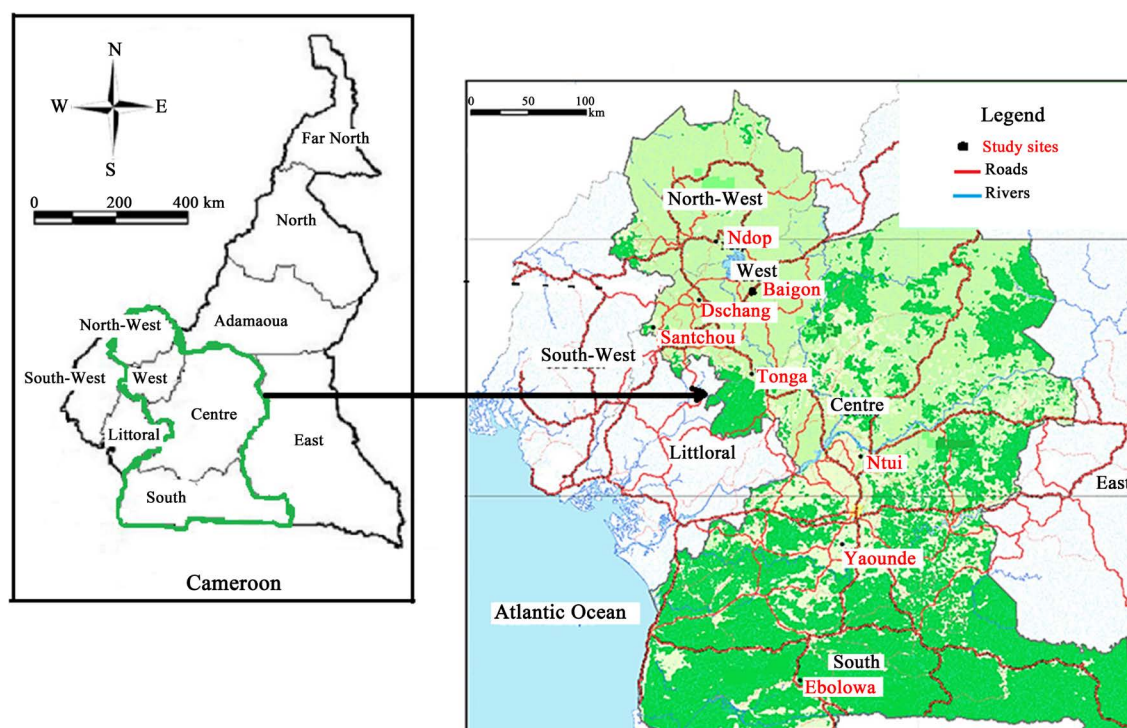 N
W
E
S
0 200 400 km
Far North
North
Adamaoua
North-West
South-West
West
Centre
Littoral
East
South
Cameroon
0 50 100
km
Legend
Study sites
Roads
Rivers
North-West
Ndop
West
Baigon
Dschang
Santchou
South-West
Tonga
Centre
Littloral
Ntui
East
Yaounde
Atlantic Ocean
South
Ebolowa